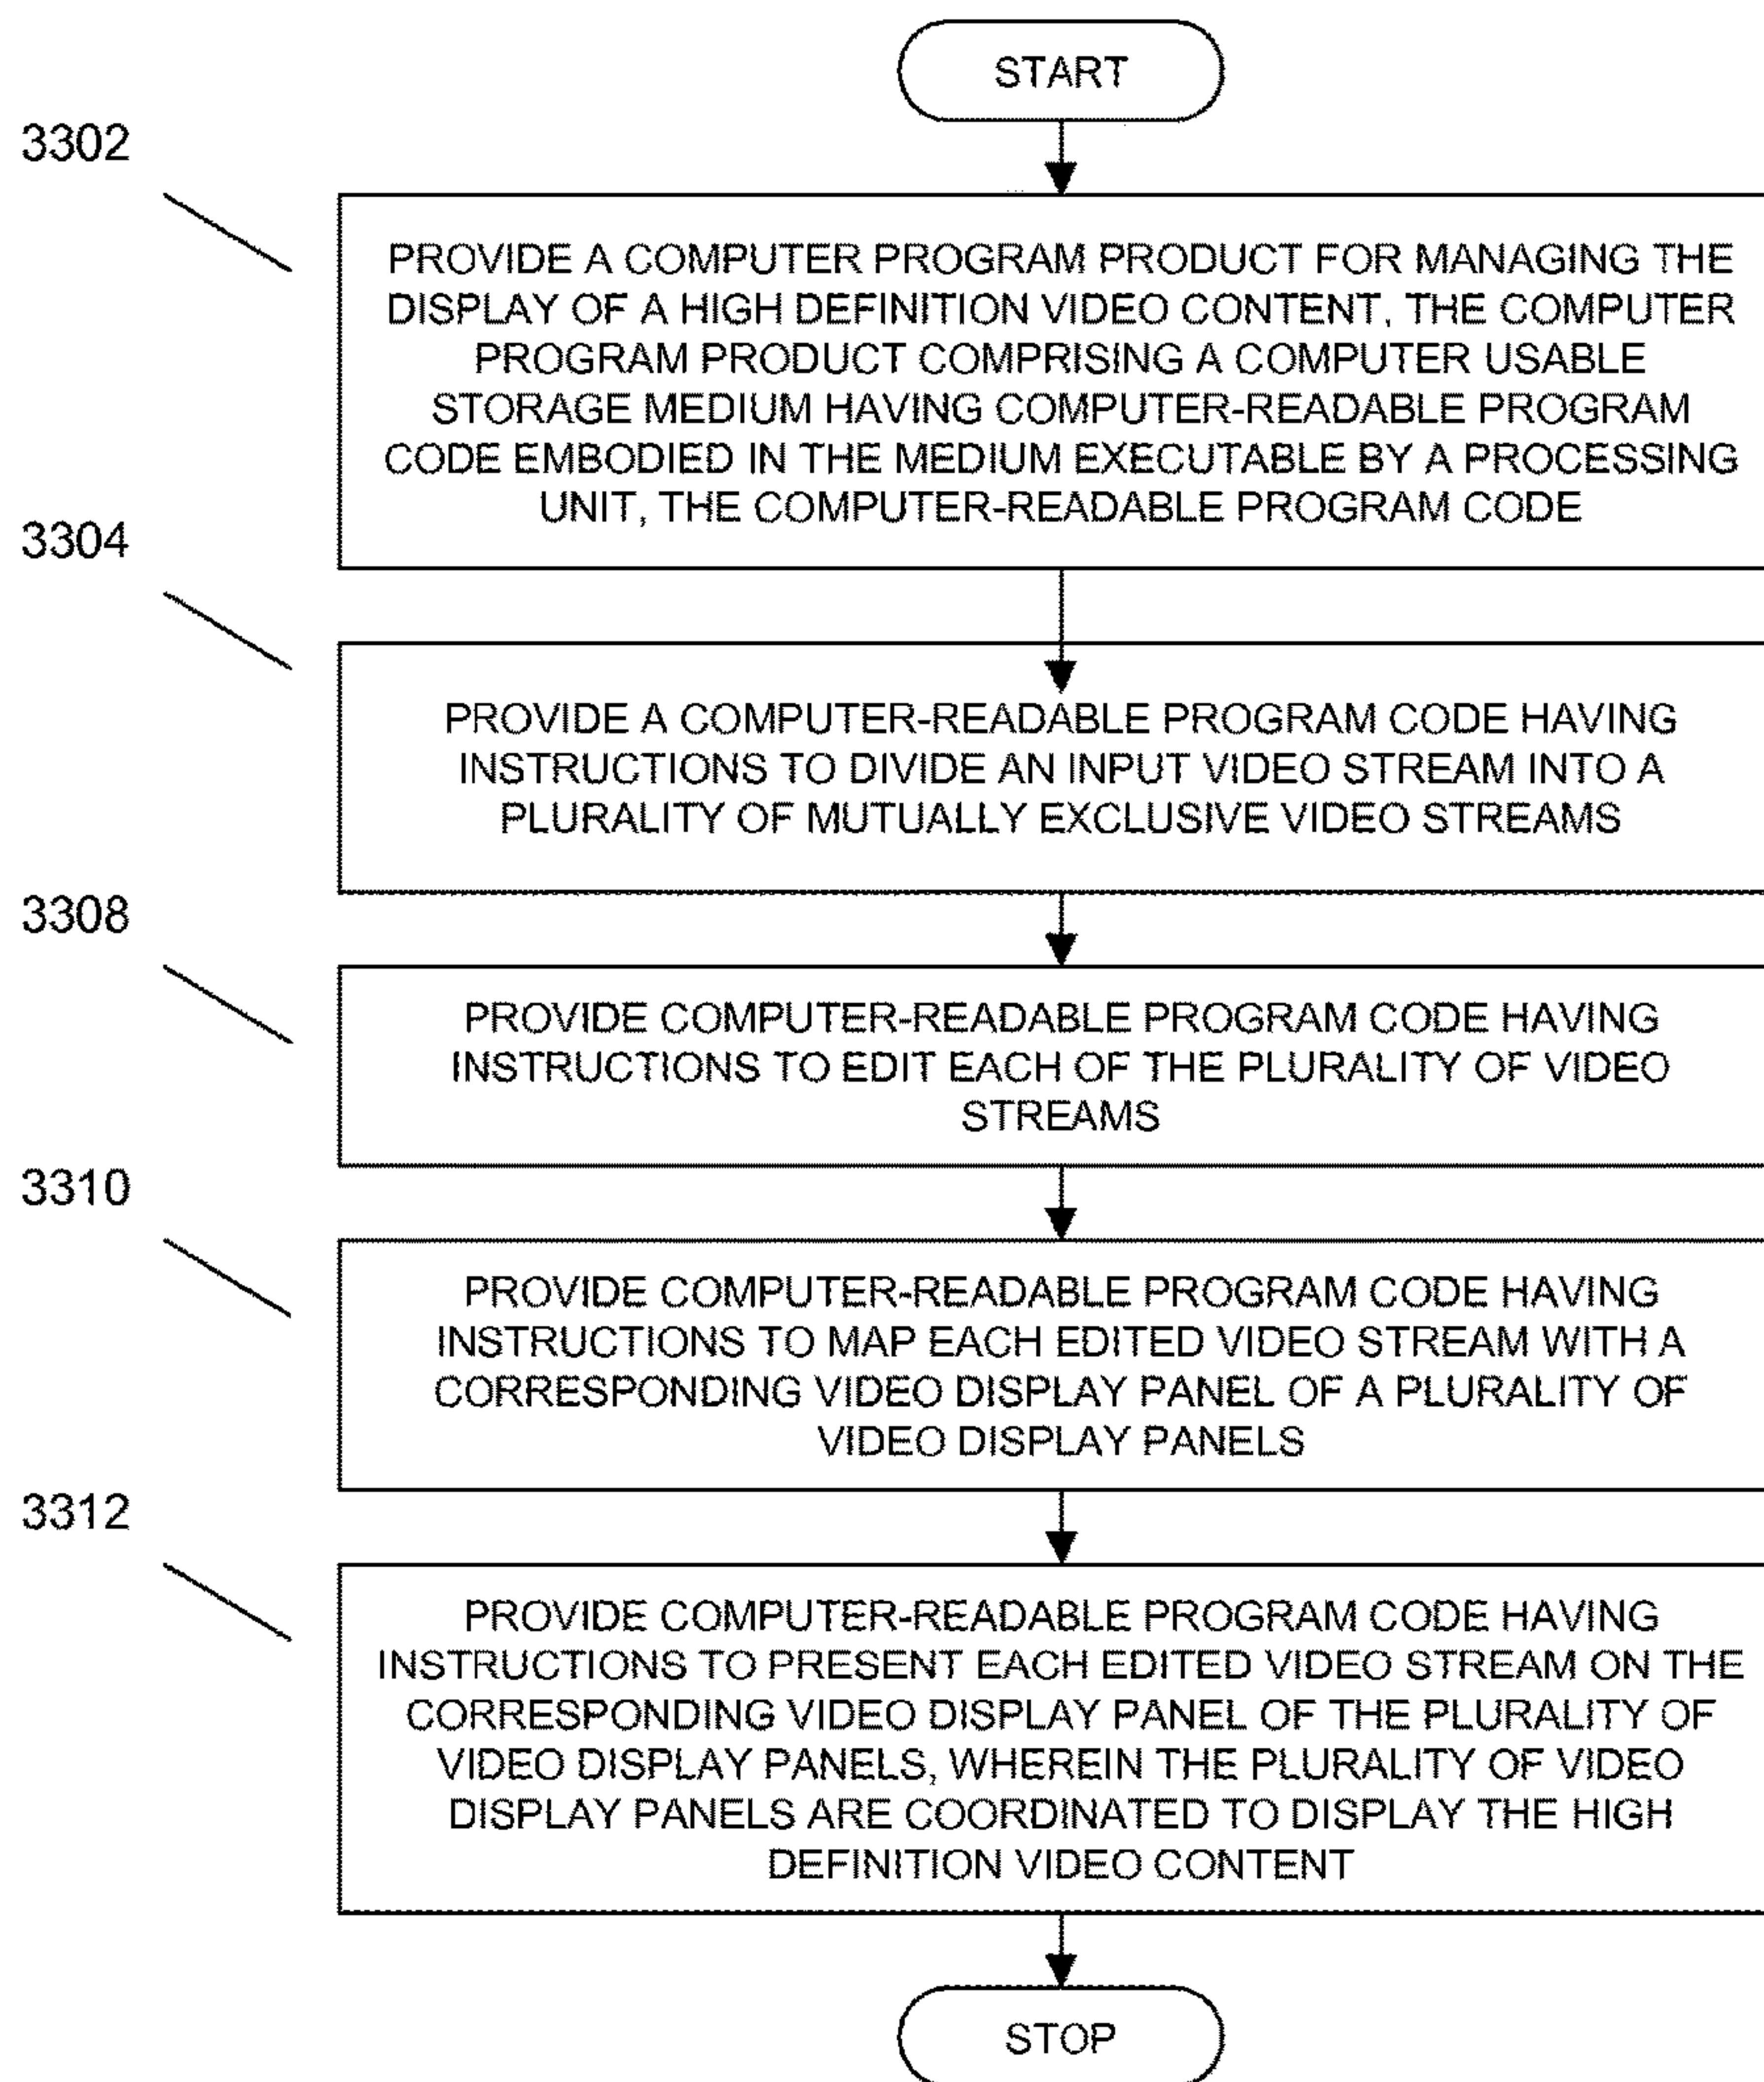 START
3302
PROVIDE A COMPUTER PROGRAM PRODUCT FOR MANAGING THE
DISPLAY OF A HIGH DEFINITION VIDEO CONTENT, THE COMPUTER
PROGRAM PRODUCT COMPRISING A COMPUTER USABLE
STORAGE MEDIUM HAVING COMPUTER-READABLE PROGRAM
CODE EMBODIED IN THE MEDIUM EXECUTABLE BY A PROCESSING
UNIT, THE COMPUTER-READABLE PROGRAM CODE
3304
PROVIDE A COMPUTER-READABLE PROGRAM CODE HAVING
INSTRUCTIONS TO DIVIDE AN INPUT VIDEO STREAM INTO A
PLURALITY OF MUTUALLY EXCLUSIVE VIDEO STREAMS
3308
PROVIDE COMPUTER-READABLE PROGRAM CODE HAVING
INSTRUCTIONS TO EDIT EACH OF THE PLURALITY OF VIDEO
STREAMS
3310
PROVIDE COMPUTER-READABLE PROGRAM CODE HAVING
INSTRUCTIONS TO MAP EACH EDITED VIDEO STREAM WITH A
CORRESPONDING VIDEO DISPLAY PANEL OF A PLURALITY OF
VIDEO DISPLAY PANELS
3312
PROVIDE COMPUTER-READABLE PROGRAM CODE HAVING
INSTRUCTIONS TO PRESENT EACH EDITED VIDEO STREAM ON THE
CORRESPONDING VIDEO DISPLAY PANEL OF THE PLURALITY OF
VIDEO DISPLAY PANELS, WHEREIN THE PLURALITY OF VIDEO
DISPLAY PANELS ARE COORDINATED TO DISPLAY THE HIGH
DEFINITION VIDEO CONTENT
STOP